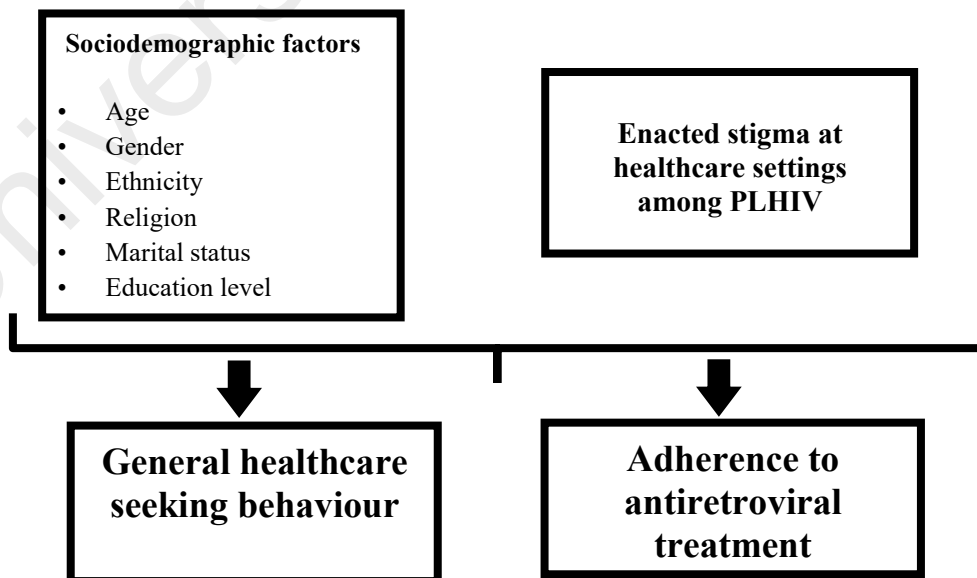 Sociodemographic factors
• Age
• Gender
• Ethnicity
• Religion
• Marital status
• Education level
Enacted stigma at
healthcare settings
among PLHIV
General healthcare
seeking behaviour
Adherence to
antiretroviral
treatment